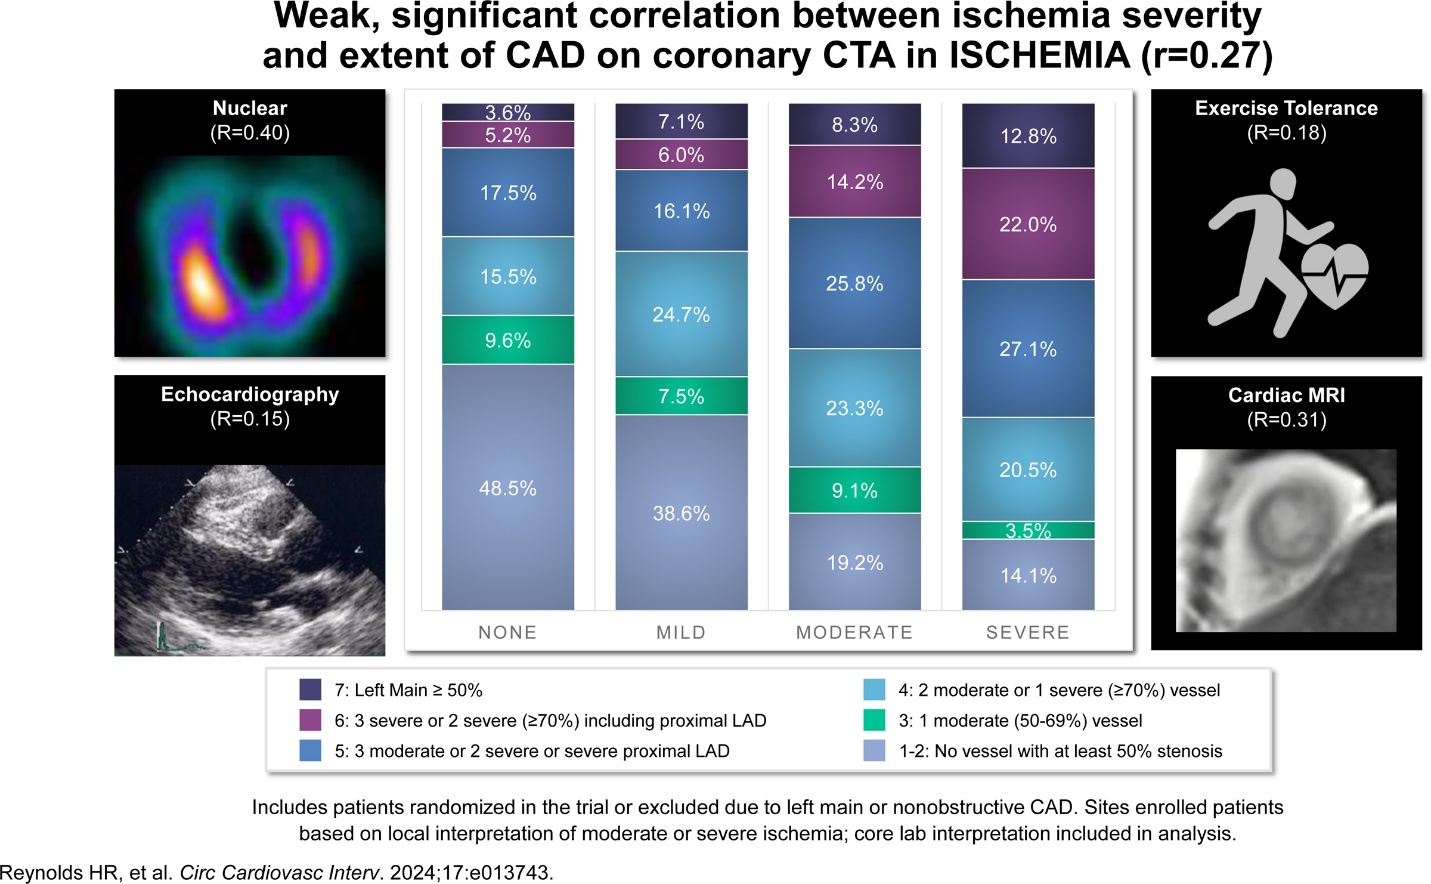 Weak, significant correlation between ischemia severity
and extent of CAD on coronary CTA in ISCHEMIA (r=0.27)
Nuclear
(R=0.40)
Echocardiography
(R=0.15)
3.6%
5.2%
17.5%
15.5%
9.6%
48.5%
NONE
7.1%
6.0%
16.1%
24.7%
7.5%
38.6%
MILD
8.3%
14.2%
25.8%
23.3%
9.1%
19.2%
MODERATE
12.8%
22.0%
27.1%
20.5%
3.5%
14.1%
SEVERE
Exercise Tolerance
(R=0.18)
Cardiac MRI
(R=0.31)
7: Left Main ≥ 50%
6: 3 severe or 2 severe (≥70%) including proximal LAD
5: 3 moderate or 2 severe or severe proximal LAD
4: 2 moderate or 1 severe (≥70%) vessel
3: 1 moderate (50-69%) vessel
1-2: No vessel with at least 50% stenosis
Includes patients randomized in the trial or excluded due to left main or nonobstructive CAD. Sites enrolled patients
based on local interpretation of moderate or severe ischemia; core lab interpretation included in analysis.
Reynolds HR, et al. Circ Cardiovasc Interv. 2024;17:e013743.